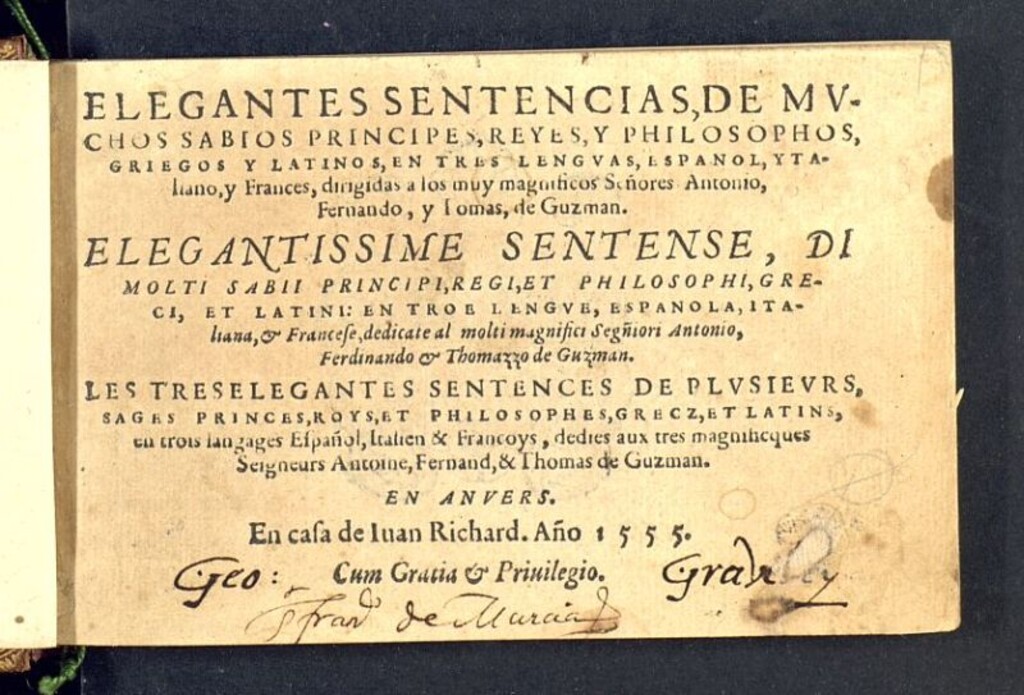 ELEGANTES SENTENCIAS, DE MV-
CHOS SABIOS PRINCIPES, REYES, Y PHILOSOPHOS,
GRIEGOS Y LATINOS, EN TRES LENGVAS, ESPANOL, YTA-
liano, y Frances, dirigidas a los muy magnificos Señores Antonio,
Fernando, y Tomas, de Guzman.
ELEGANTISSIME SENTENSE, DI
MOLTI SABII PRINCIPI, REGI, ET PHILOSOPHI, GRE-
CI, ET LATINI: EN TROE LENGVE, ESPANOLA, ITA-
liana, & Franceſe, dedicate al molti magnifici Segñiori Antonio,
Ferdinando & Thomazzo de Guzman.
LES TRESELEGANTES SENTENCES DE PLVSIEVRS,
SAGES PRINCES, ROYS, ET PHILOSOPHES, GRECZ, ET LATINS,
en trois langages Eſpañol, Italien & Francoys, dedies aux tres magnificques
Seigneurs Antoine, Fernand, & Thomas de Guzman.
EN ANVERS.
En caſa de Iuan Richard. Año 1555.
Geo: Cum Gratia & Priuilegio.
de Murcia